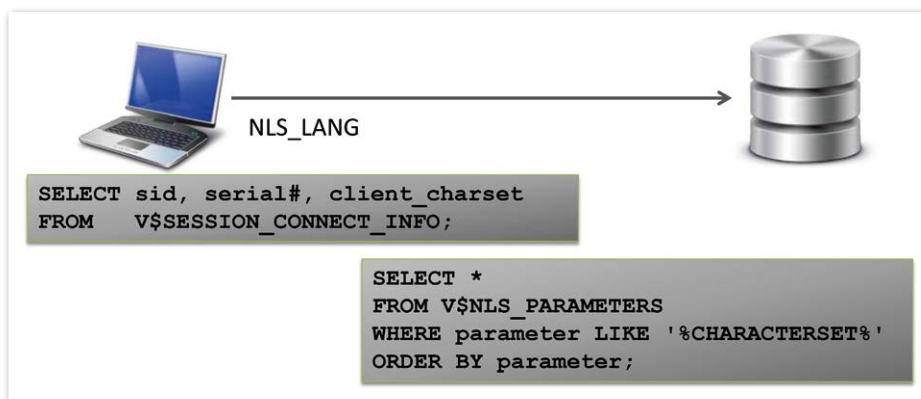 NLS_LANG
SELECT sid, serial#, client_charset
FROM   V$SESSION_CONNECT_INFO;
SELECT *
FROM V$NLS_PARAMETERS
WHERE parameter LIKE '%CHARACTERSET%'
ORDER BY parameter;